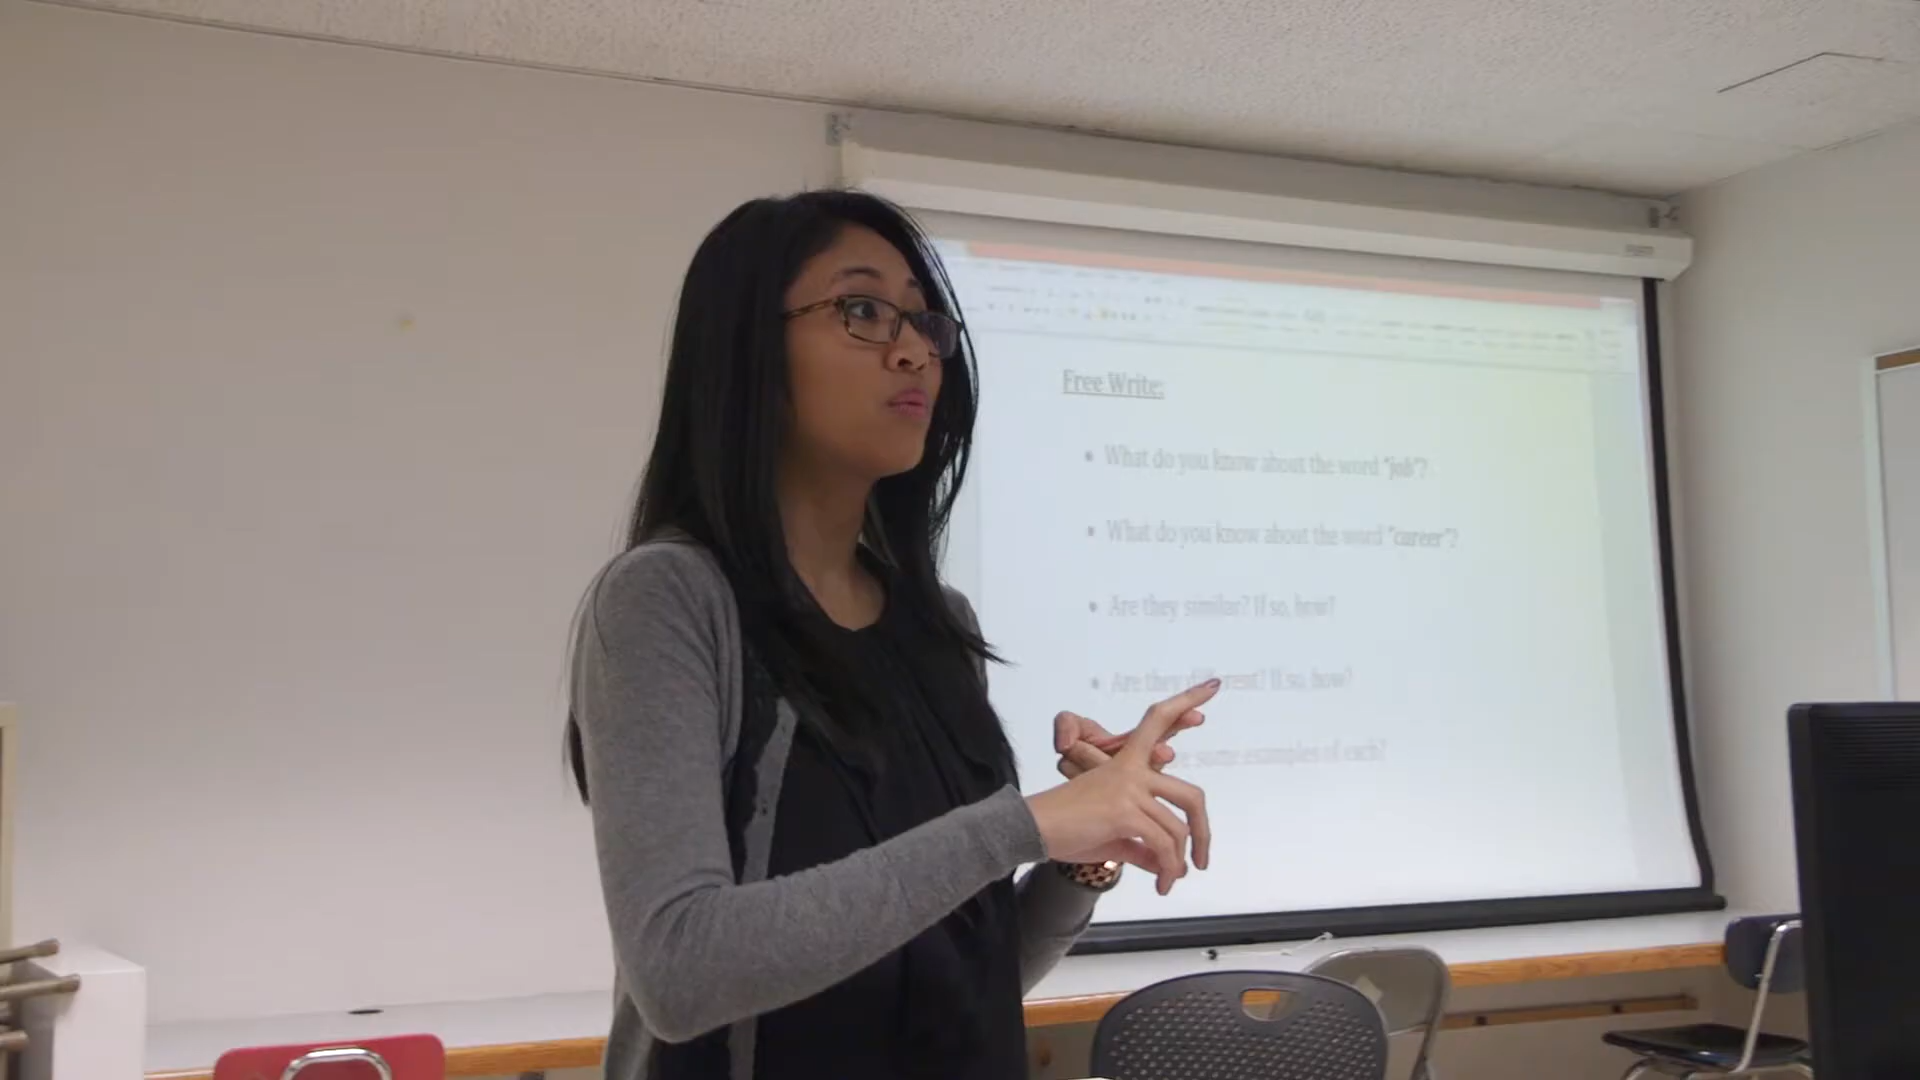 Free Write:
• What do you know about the word "job"?
• What do you know about the word "career"?
• Are they similar? If so, how?
• Are they different? If so, how?
some examples of each?